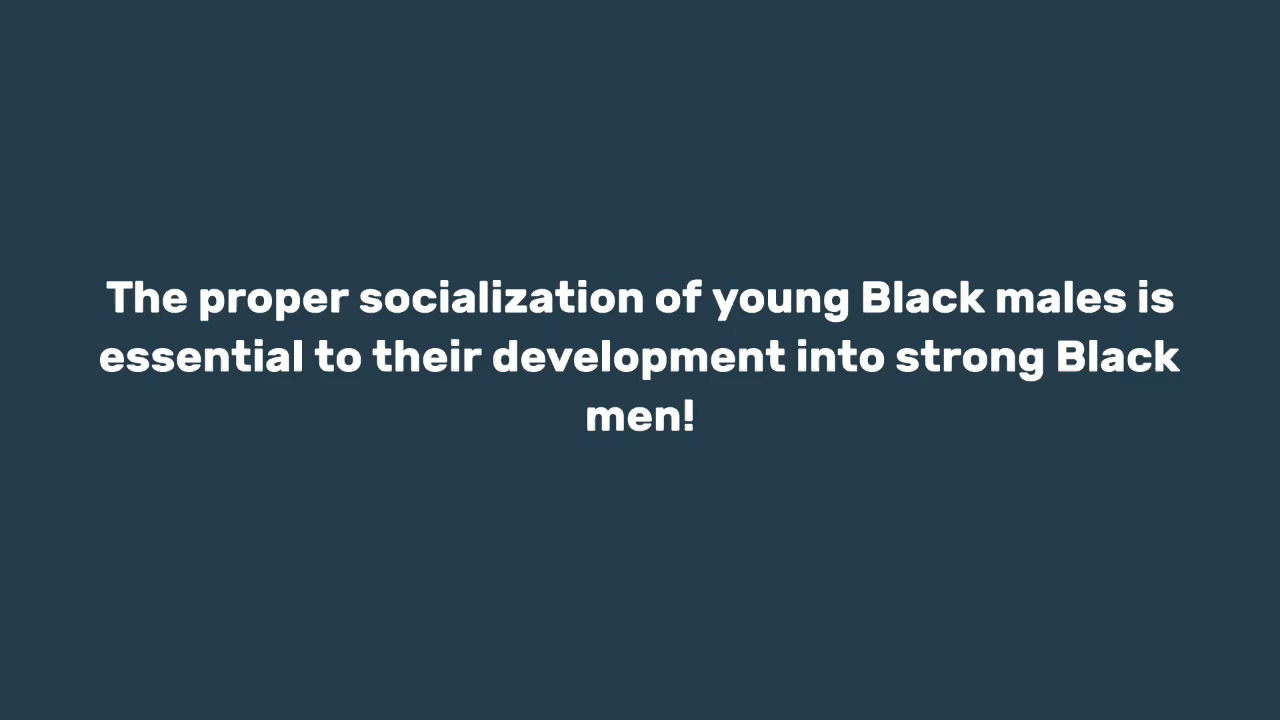 The proper socialization of young Black males is
essential to their development into strong Black
men!